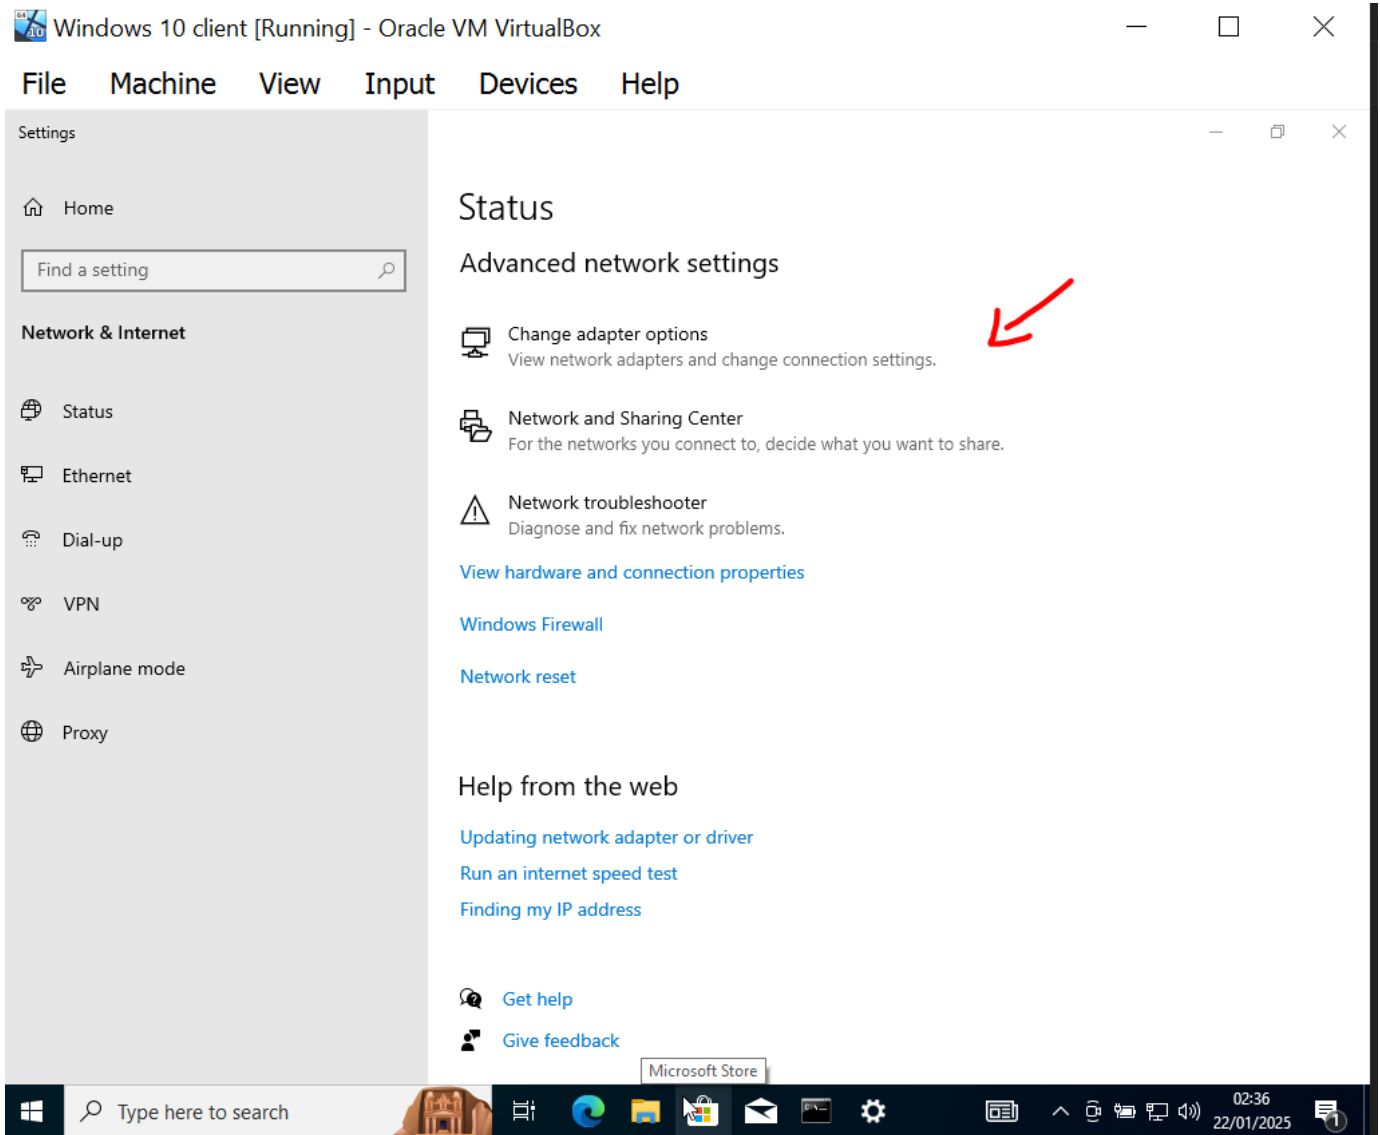 Windows 10 client [Running] - Oracle VM VirtualBox
File Machine View Input Devices Help
Settings
Home
Find a setting
Network & Internet
Status
Ethernet
Dial-up
VPN
Airplane mode
Proxy
Status
Advanced network settings
Change adapter options
View network adapters and change connection settings.
Network and Sharing Center
For the networks you connect to, decide what you want to share.
Network troubleshooter
Diagnose and fix network problems.
View hardware and connection properties
Windows Firewall
Network reset
Help from the web
Updating network adapter or driver
Run an internet speed test
Finding my IP address
Get help
Give feedback
Microsoft Store
Type here to search
02:36
22/01/2025
1